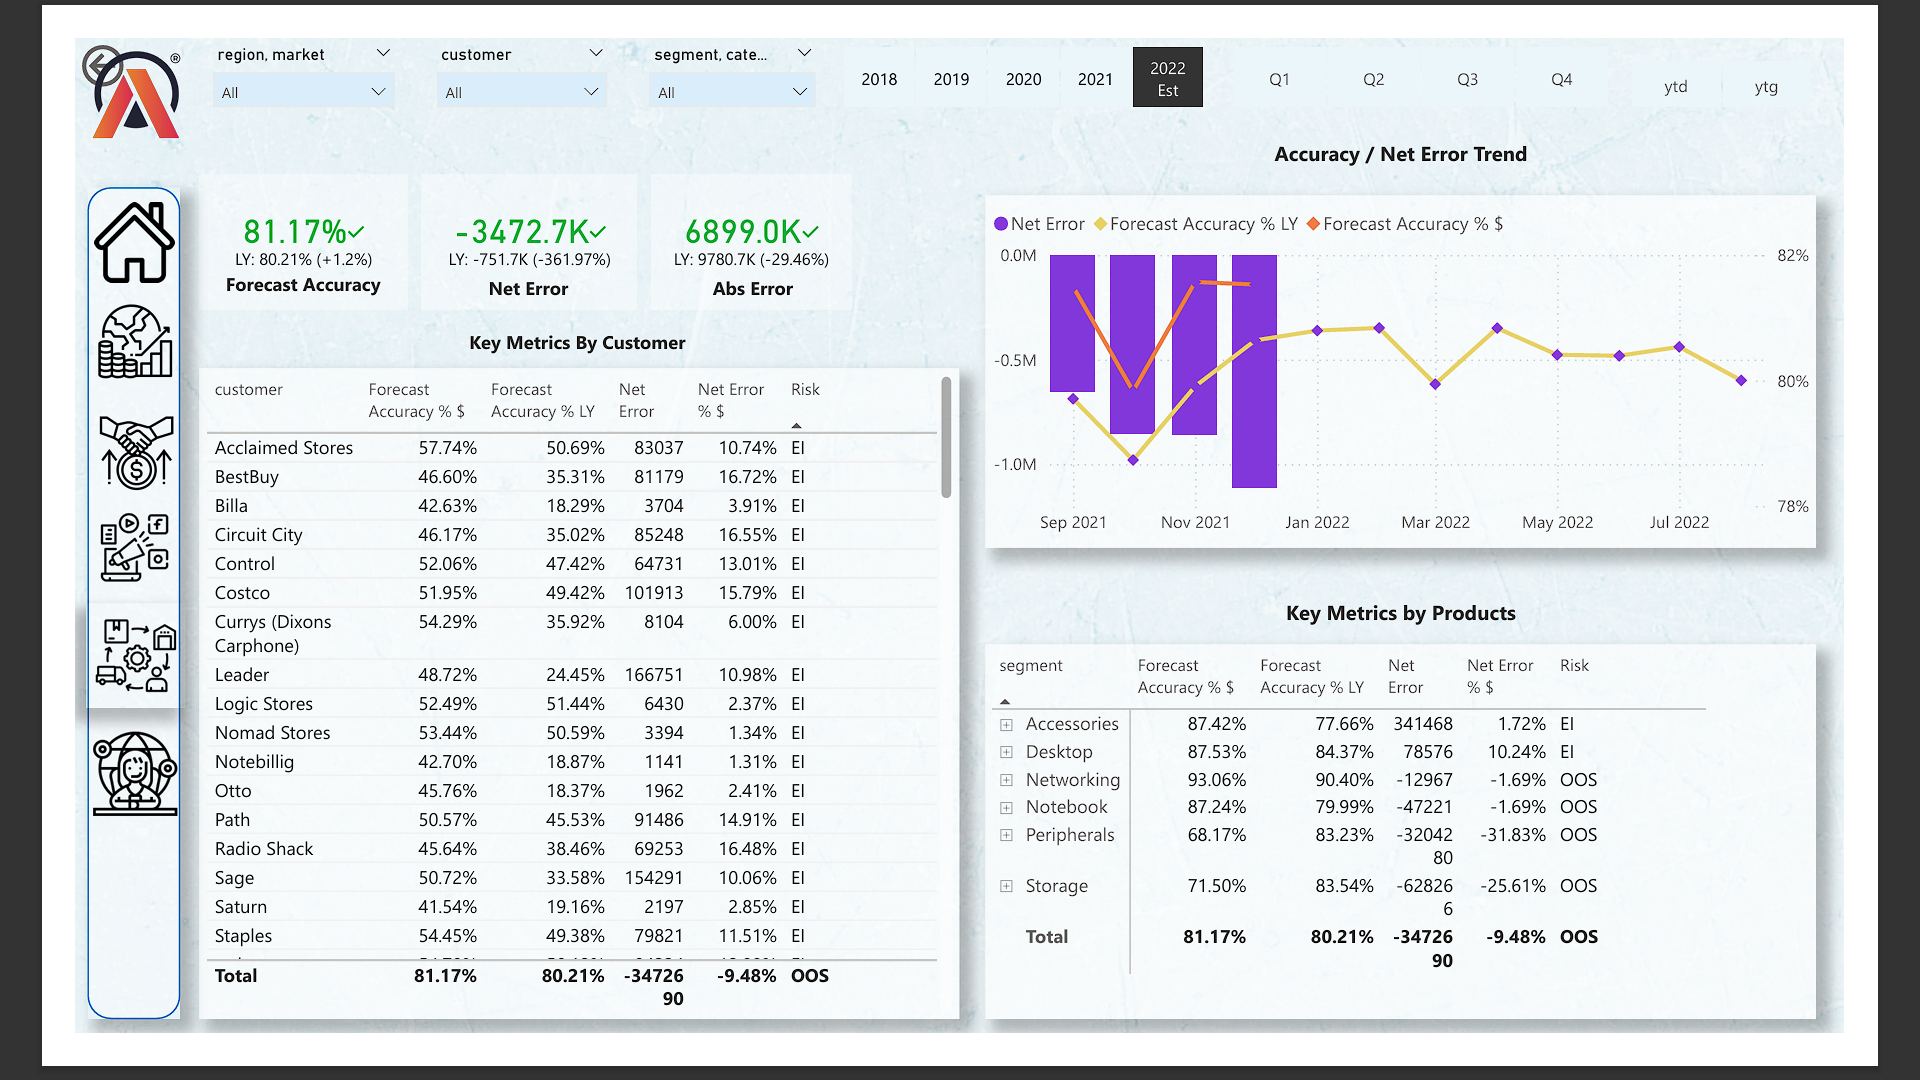 region, market
customer
segment, cate...
All
All
All
2018
2019
2020
2021
2022
Est
Q1
Q2
Q3
Q4
ytd
ytg
®
81.17%
LY: 80.21% (+1.2%)
Forecast Accuracy
-3472.7K
LY: -751.7K (-361.97%)
Net Error
6899.0K
LY: 9780.7K (-29.46%)
Abs Error
Accuracy / Net Error Trend
Net Error Forecast Accuracy % LY Forecast Accuracy % $
0.0M
-0.5M
-1.0M
82%
80%
78%
Sep 2021 Nov 2021 Jan 2022 Mar 2022 May 2022 Jul 2022
Key Metrics By Customer
customer Forecast Accuracy % $ Forecast Accuracy % LY Net Error Net Error % $ Risk
Acclaimed Stores 57.74% 50.69% 83037 10.74% EI
BestBuy 46.60% 35.31% 81179 16.72% EI
Billa 42.63% 18.29% 3704 3.91% EI
Circuit City 46.17% 35.02% 85248 16.55% EI
Control 52.06% 47.42% 64731 13.01% EI
Costco 51.95% 49.42% 101913 15.79% EI
Currys (Dixons 54.29% 35.92% 8104 6.00% EI
Carphone)
Leader 48.72% 24.45% 166751 10.98% EI
Logic Stores 52.49% 51.44% 6430 2.37% EI
Nomad Stores 53.44% 50.59% 3394 1.34% EI
Notebillig 42.70% 18.87% 1141 1.31% EI
Otto 45.76% 18.37% 1962 2.41% EI
Path 50.57% 45.53% 91486 14.91% EI
Radio Shack 45.64% 38.46% 69253 16.48% EI
Sage 50.72% 33.58% 154291 10.06% EI
Saturn 41.54% 19.16% 2197 2.85% EI
Staples 54.45% 49.38% 79821 11.51% EI
Total 81.17% 80.21% -34726 -9.48% OOS
90
Key Metrics by Products
segment Forecast Accuracy % $ Forecast Accuracy % LY Net Error Net Error % $ Risk
Accessories 87.42% 77.66% 341468 1.72% EI
Desktop 87.53% 84.37% 78576 10.24% EI
Networking 93.06% 90.40% -12967 -1.69% OOS
Notebook 87.24% 79.99% -47221 -1.69% OOS
Peripherals 68.17% 83.23% -32042 -31.83% OOS
80
Storage 71.50% 83.54% -62826 -25.61% OOS
6
Total 81.17% 80.21% -34726 -9.48% OOS
90